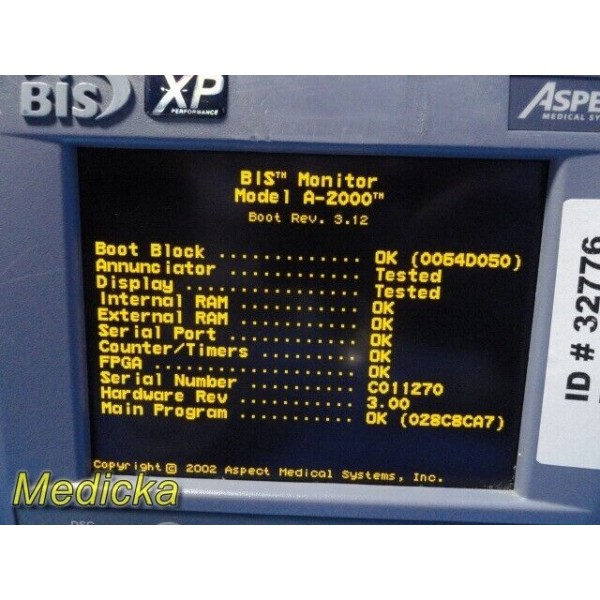 BIS XP
PERFORMANCE
ASPE
MEDICAL SY
BIS™ Monitor
Model A-2000™
Boot Rev. 3.12
Boot Block .............. OK (0064D050)
Annunciator ............. Tested
Display ................. Tested
Internal RAM ............ OK
External RAM ............ OK
Serial Port ............. OK
Counter/Timers .......... OK
FPGA .................... OK
Serial Number ........... C011270
Hardware Rev ............ 3.00
Main Program ............ OK (028C8CA7)
Copyright © 2002 Aspect Medical Systems, Inc.
ID # 32776
Medicka